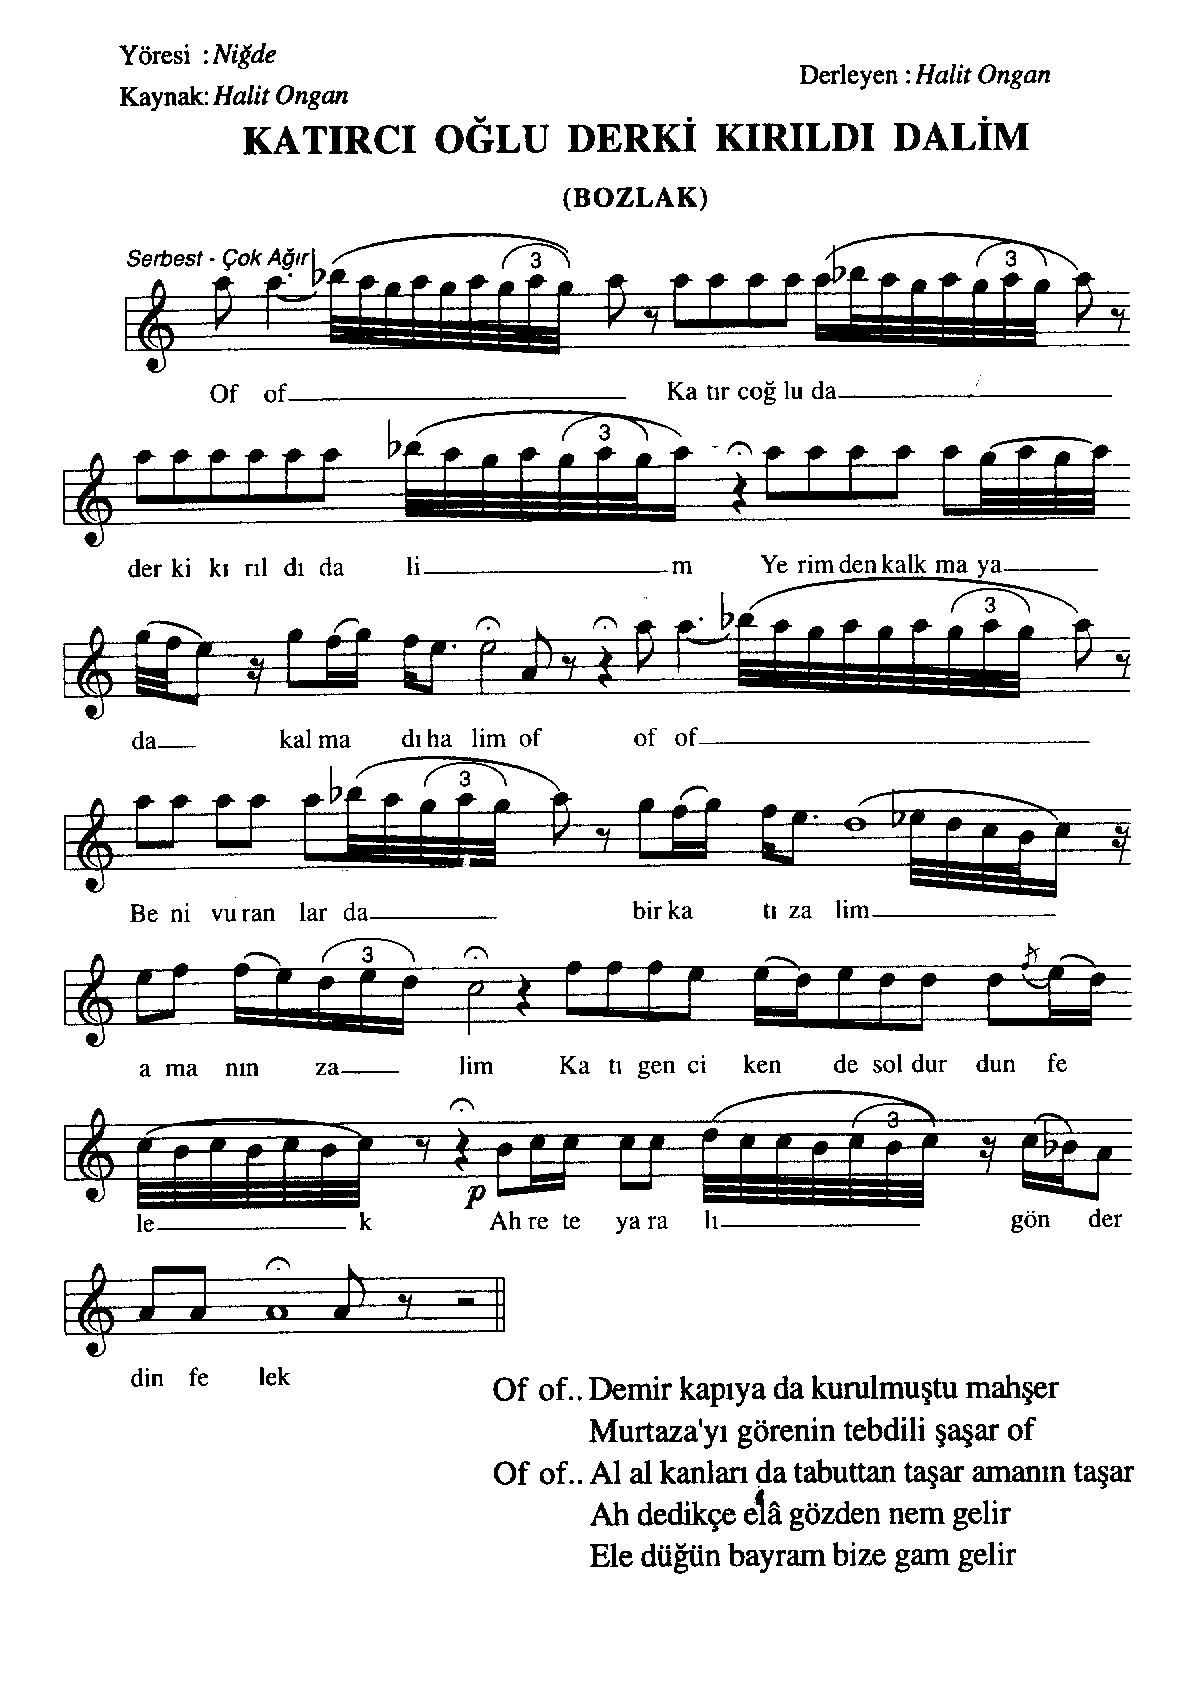 Yöresi : Niğde
Kaynak: Halit Ongan
Derleyen : Halit Ongan
KATIRCI OĞLU DERKİ KIRILDI DALİM
(BOZLAK)
Serbest - Çok Ağır
3 3
Of of Ka tır coğ lu da
3
der ki kı rıl dı da li m Ye rim den kalk ma ya
3
da kal ma dı ha lim of of of
3
Be ni vu ran lar da bir ka tı za lim
3
a ma nın za lim Ka tı gen ci ken de sol dur dun fe
3
p
le k Ah re te ya ra lı gön der
din fe lek
Of of.. Demir kapıya da kurulmuştu mahşer
Murtaza'yı görenin tebdili şaşar of
Of of.. Al al kanları da tabuttan taşar amanın taşar
Ah dedikçe elâ gözden nem gelir
Ele düğün bayram bize gam gelir